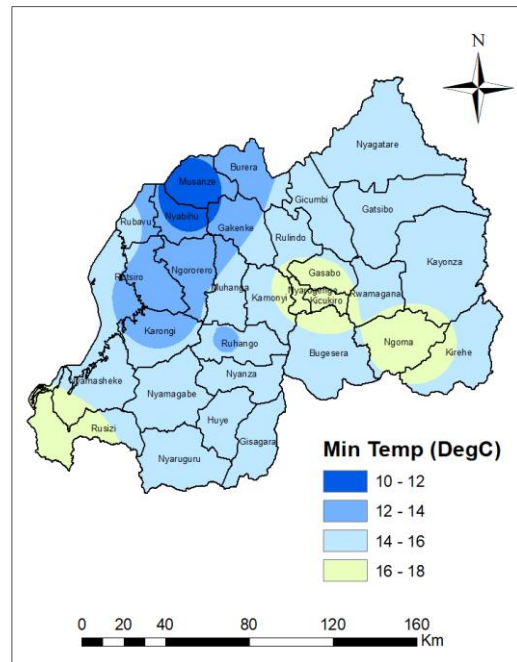 N
Nyagatare
Burera
Musanze
Gicumbi
Gatsibo
Nyabihu
Rubavu
Gakenke
Rulindo
Kayonza
Gasabo
Ngororero
Rutsiro
Nyarugenge
Muhanga
Kamonyi
Kicukiro
Rwamagana
Karongi
Ngoma
Ruhango
Kirehe
Bugesera
Nyamasheke
Nyanza
Nyamagabe
Huye
Rusizi
Gisagara
Nyaruguru
Min Temp (DegC)
10 - 12
12 - 14
14 - 16
16 - 18
0 20 40 80 120 160
Km